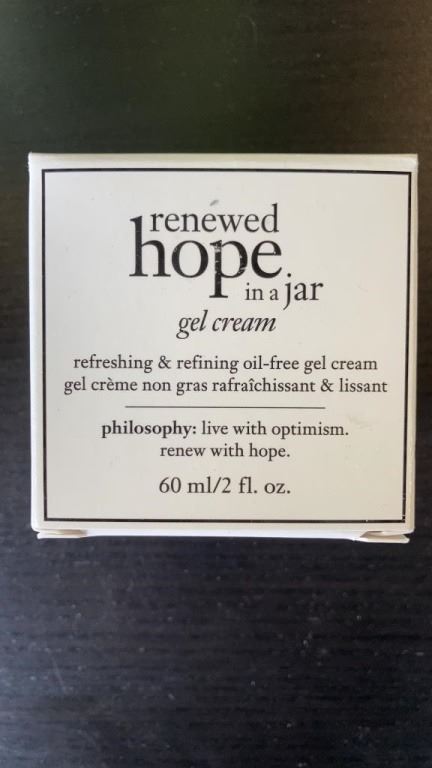 renewed
hope
in a jar
gel cream
refreshing & refining oil-free gel cream
gel crème non gras rafraîchissant & lissant
philosophy: live with optimism.
renew with hope.
60 ml/2 fl. oz.